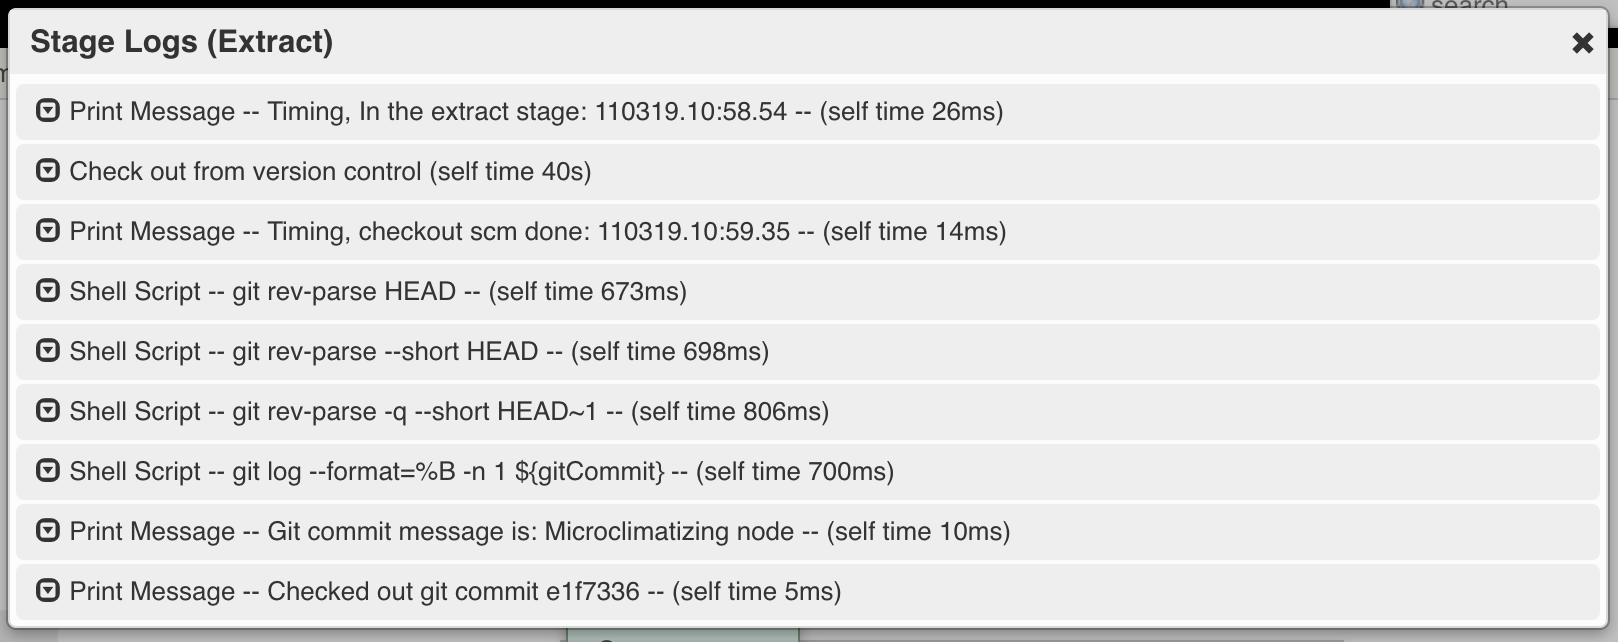 search
Stage Logs (Extract)
Print Message -- Timing, In the extract stage: 110319.10:58.54 -- (self time 26ms)
Check out from version control (self time 40s)
Print Message -- Timing, checkout scm done: 110319.10:59.35 -- (self time 14ms)
Shell Script -- git rev-parse HEAD -- (self time 673ms)
Shell Script -- git rev-parse --short HEAD -- (self time 698ms)
Shell Script -- git rev-parse -q --short HEAD~1 -- (self time 806ms)
Shell Script -- git log --format=%B -n 1 ${gitCommit} -- (self time 700ms)
Print Message -- Git commit message is: Microclimatizing node -- (self time 10ms)
Print Message -- Checked out git commit e1f7336 -- (self time 5ms)